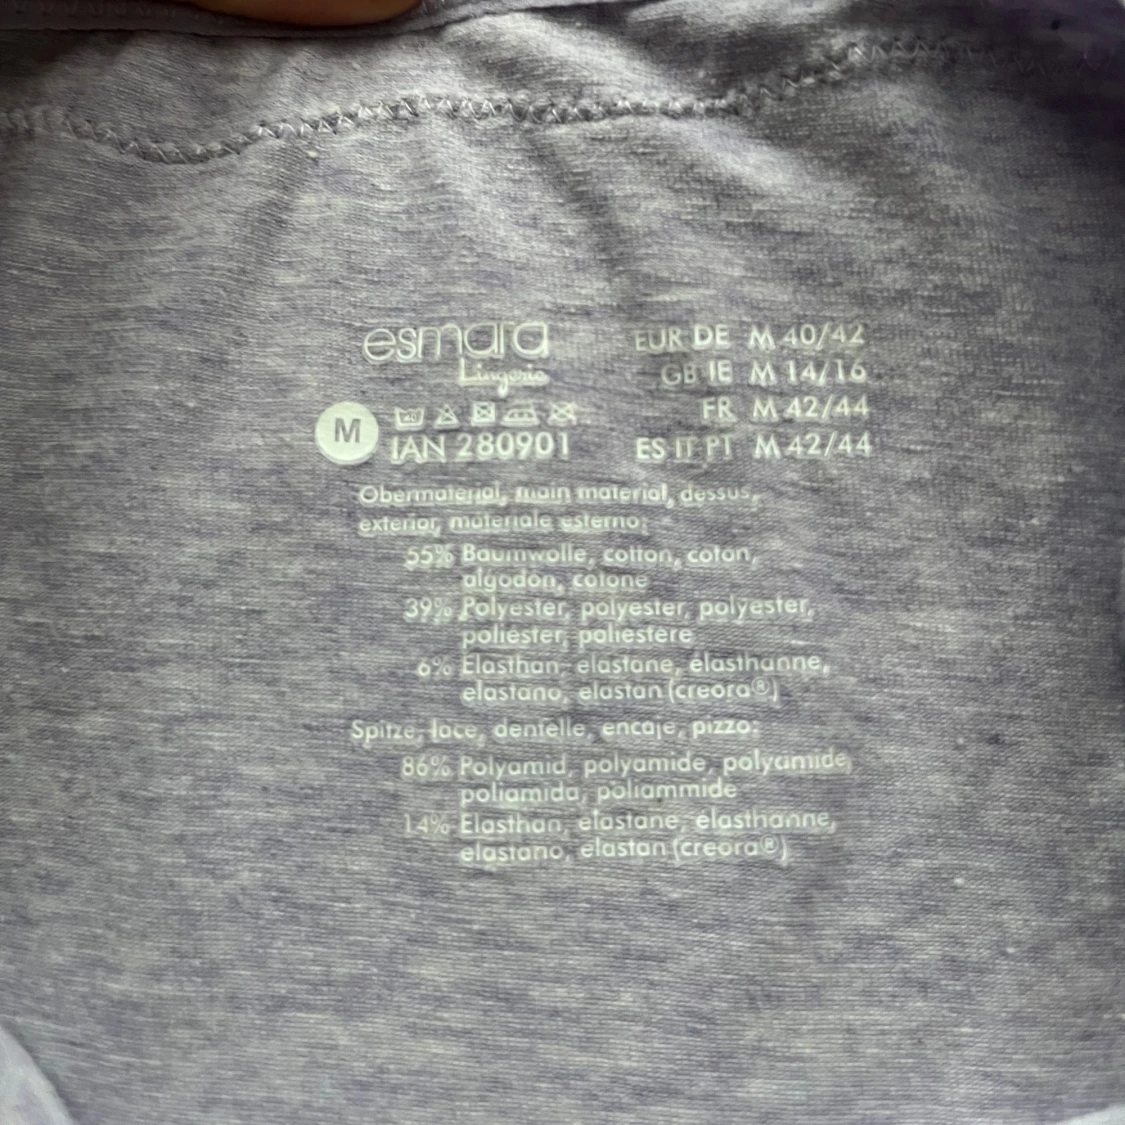 esmara
Lingerie
EUR DE M 40/42
GB IE M 14/16
FR M 42/44
ES IT PT M 42/44
M
IAN 280901
Obermaterial, main material, dessus,
exterior, materiale esterno:
55% Baumwolle, cotton, coton,
algodon, cotone
39% Polyester, polyester, polyester,
poliéster, poliestere
6% Elasthan, elastane, élasthanne,
elastano, elastan (creora®)
Spitze, lace, dentelle, encaje, pizzo:
86% Polyamid, polyamide, polyamide,
poliamida, poliammide
14% Elasthan, elastane, élasthanne,
elastano, elastan (creora®)